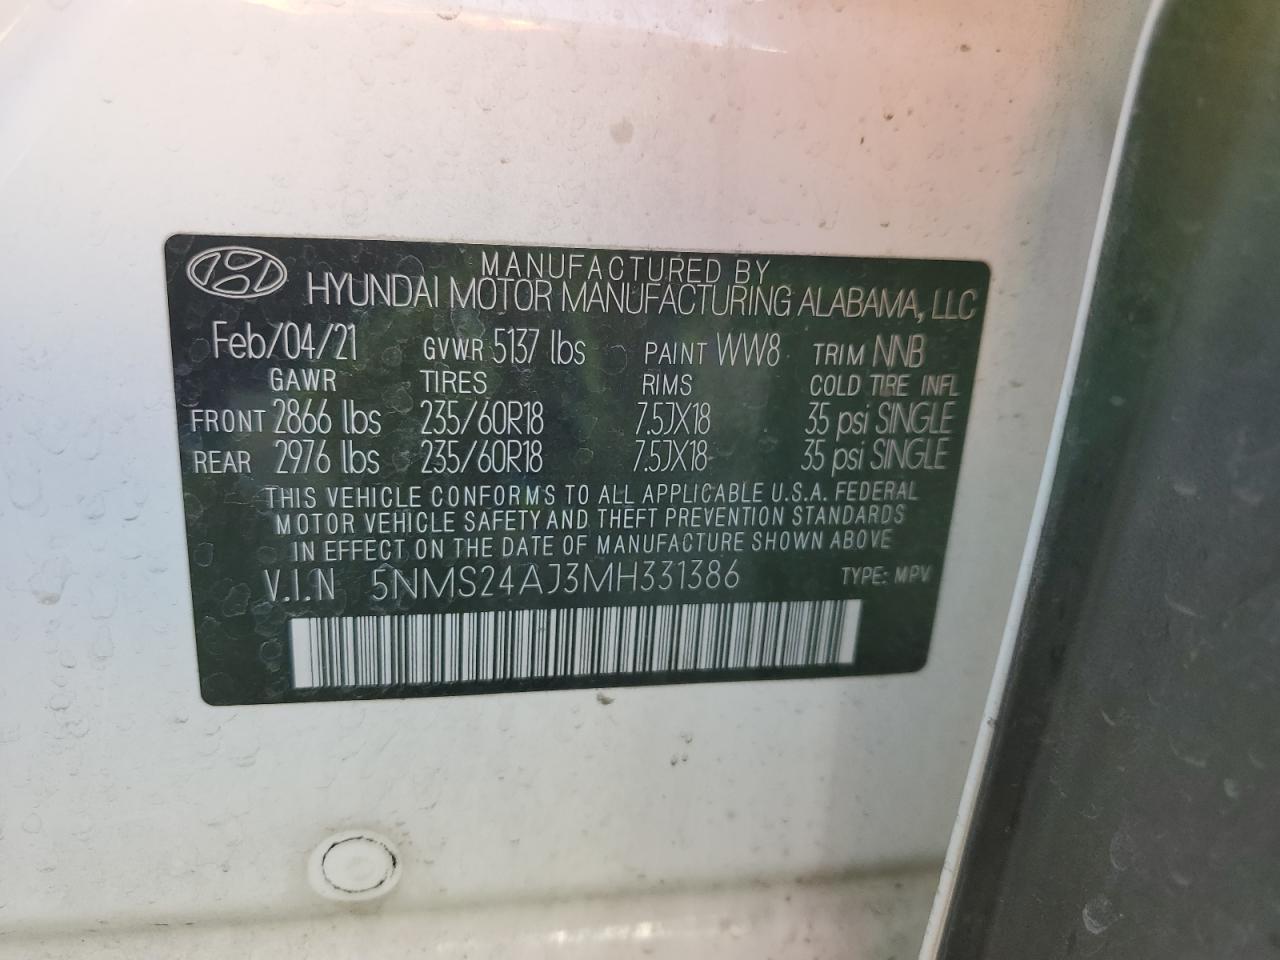 MANUFACTURED BY
HYUNDAI MOTOR MANUFACTURING ALABAMA, LLC
Feb/04/21 GVWR 5137 lbs PAINT WW8 TRIM NNB
GAWR TIRES RIMS COLD TIRE INFL
FRONT 2866 lbs 235/60R18 7.5JX18 35 psi SINGLE
REAR 2976 lbs 235/60R18 7.5JX18 35 psi SINGLE
THIS VEHICLE CONFORMS TO ALL APPLICABLE U.S.A. FEDERAL
MOTOR VEHICLE SAFETY AND THEFT PREVENTION STANDARDS
IN EFFECT ON THE DATE OF MANUFACTURE SHOWN ABOVE
V.I.N 5NMS24AJ3MH331386 TYPE: MPV